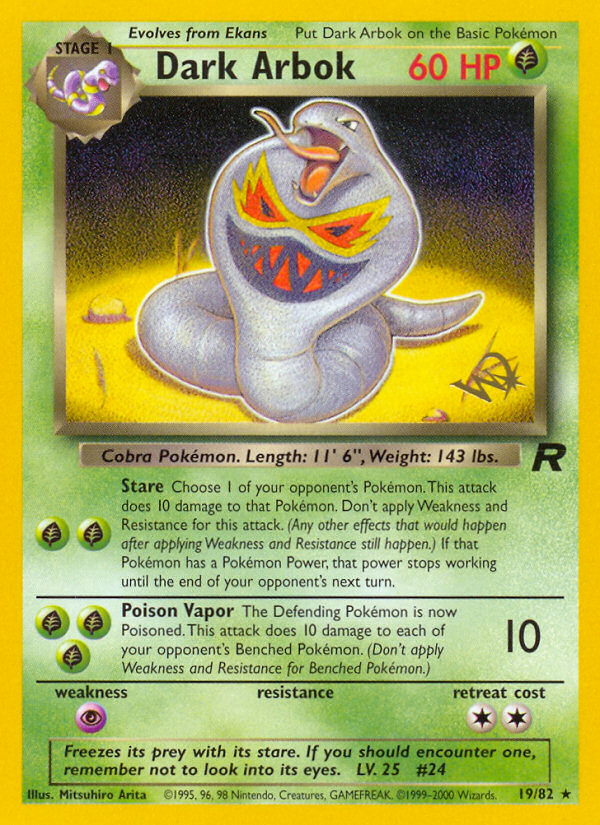 Evolves from Ekans Put Dark Arbok on the Basic Pokémon
STAGE 1
Dark Arbok 60 HP
W
Cobra Pokémon. Length: 11' 6", Weight: 143 lbs.
R
Stare Choose 1 of your opponent's Pokémon. This attack
does 10 damage to that Pokémon. Don't apply Weakness and
Resistance for this attack. (Any other effects that would happen
after applying Weakness and Resistance still happen.) If that
Pokémon has a Pokémon Power, that power stops working
until the end of your opponent's next turn.
Poison Vapor The Defending Pokémon is now
Poisoned. This attack does 10 damage to each of
your opponent's Benched Pokémon. (Don't apply
Weakness and Resistance for Benched Pokémon.)
10
weakness resistance retreat cost
Freezes its prey with its stare. If you should encounter one,
remember not to look into its eyes. LV. 25 #24
Illus. Mitsuhiro Arita ©1995, 96, 98 Nintendo, Creatures, GAMEFREAK. ©1999-2000 Wizards. 19/82 ★